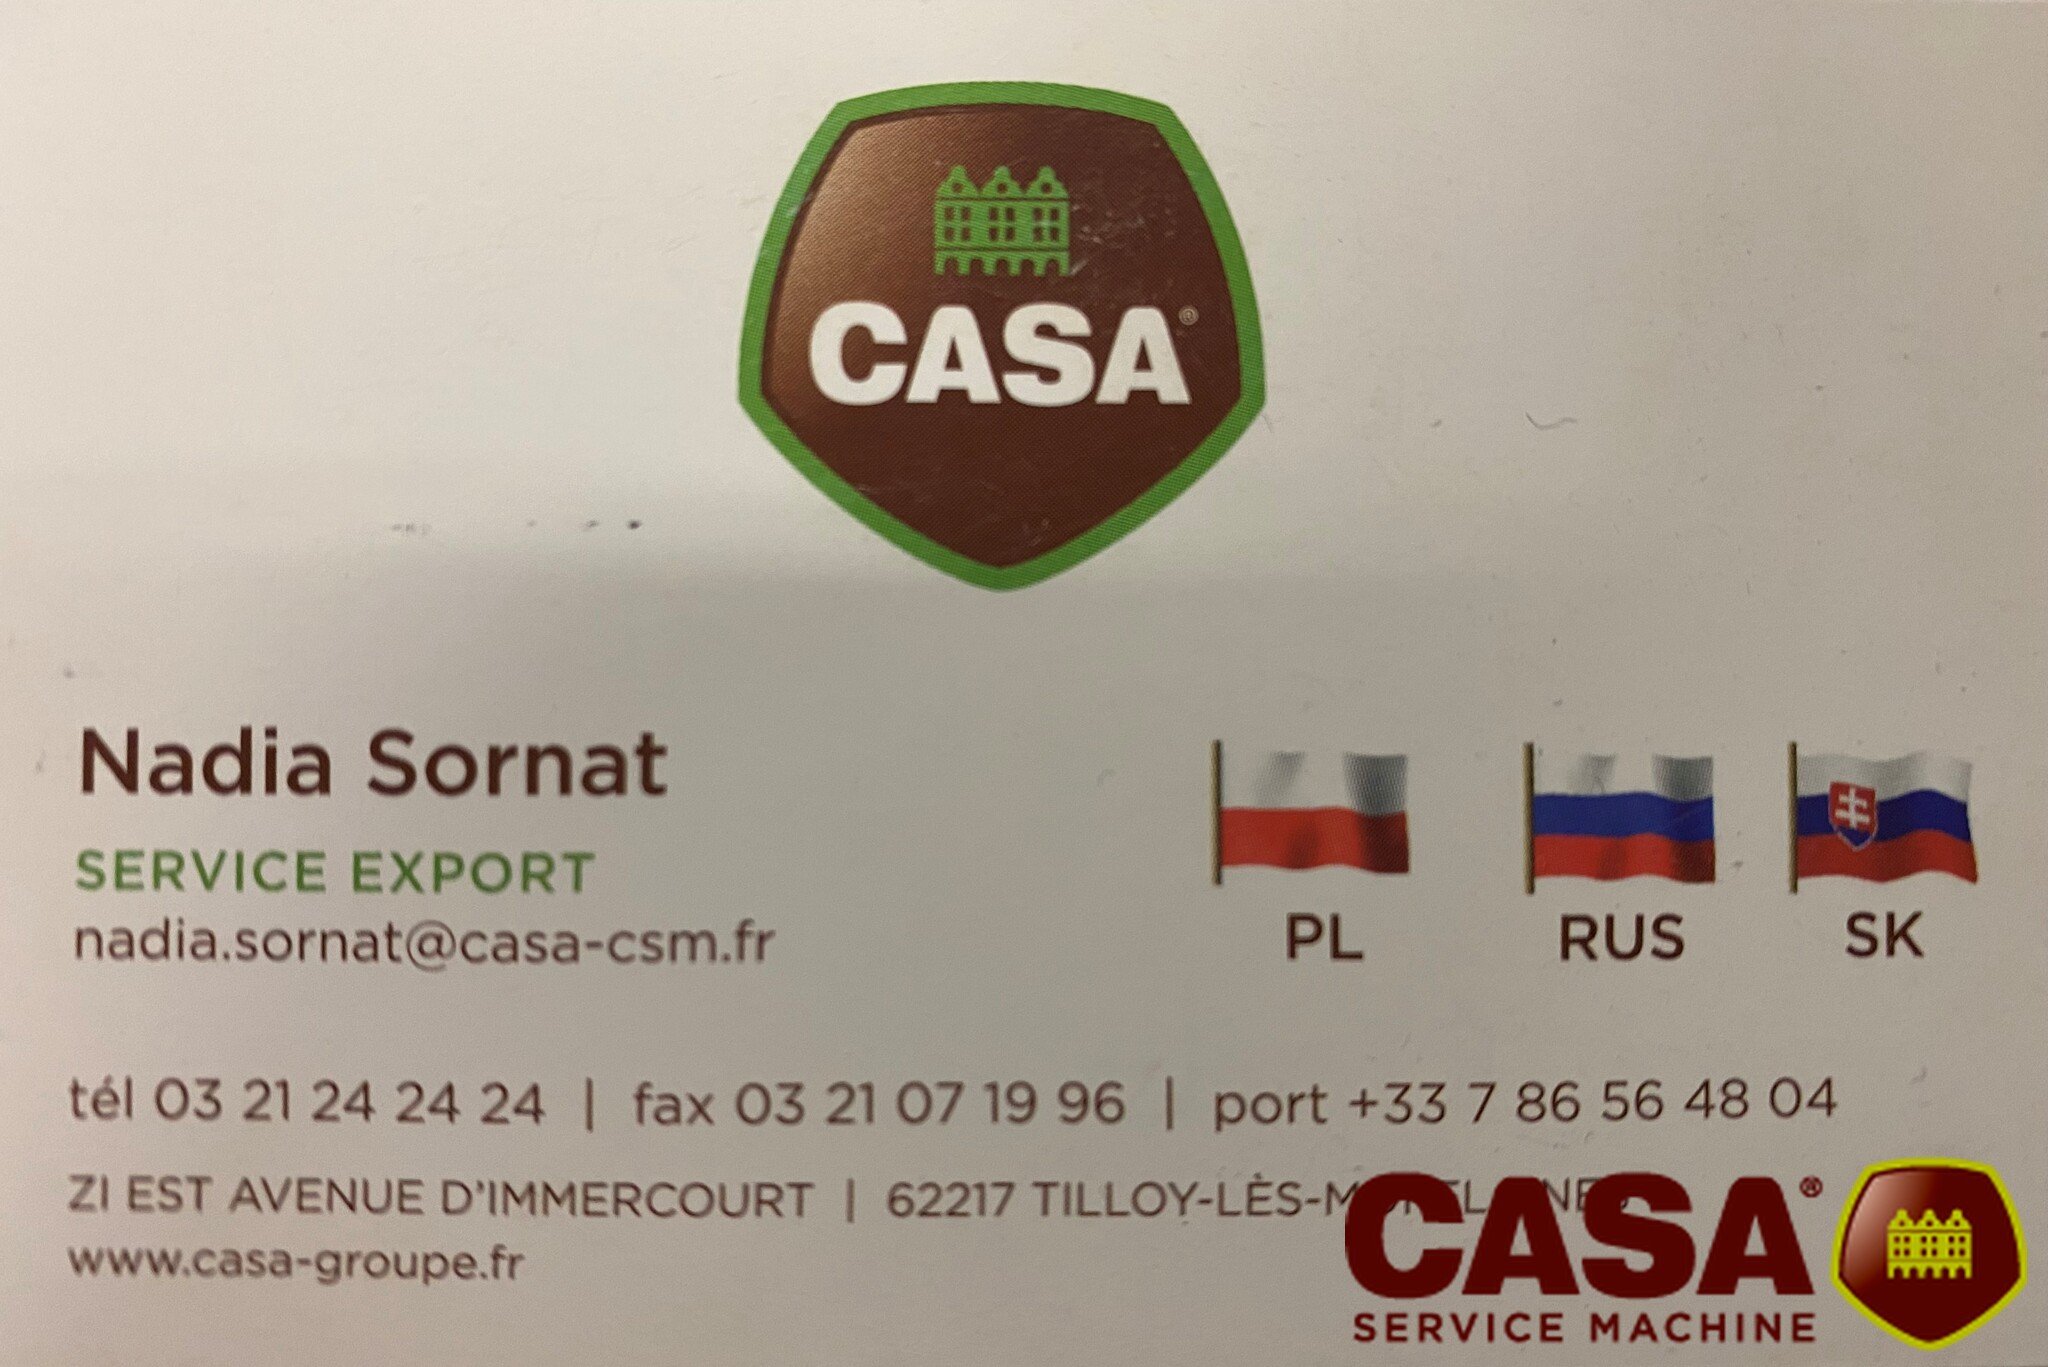 CASA®
Nadia Sornat
SERVICE EXPORT
nadia.sornat@casa-csm.fr
PL RUS SK
tél 03 21 24 24 24 | fax 03 21 07 19 96 | port +33 7 86 56 48 04
ZI EST AVENUE D'IMMERCOURT | 62217
www.casa-groupe.fr
CASA®
SERVICE MACHINE